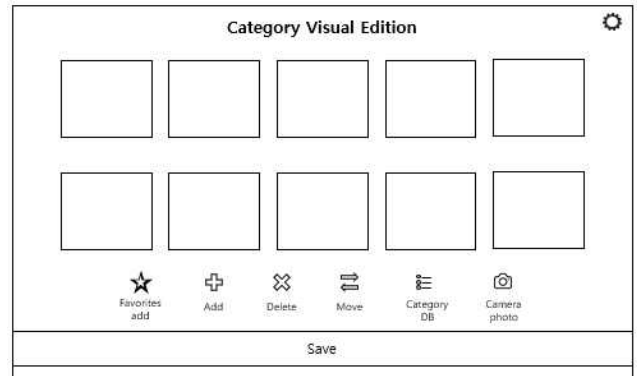 Category Visual Edition
Favorites
add
Add
Delete
Move
Category
DB
Camera
photo
Save